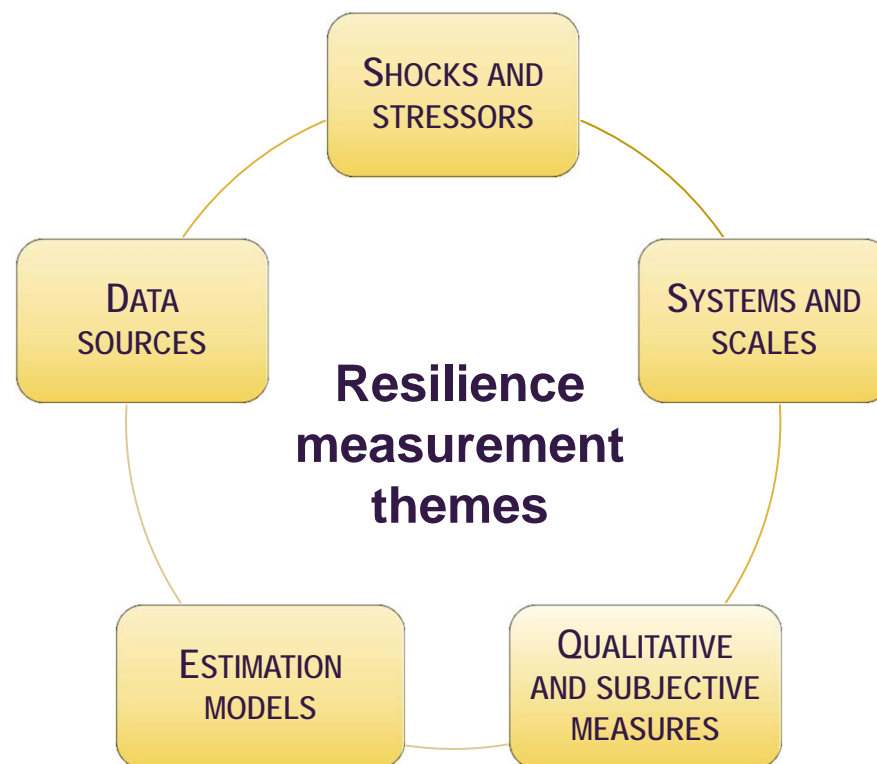 SHOCKS AND
STRESSORS
DATA
SOURCES
SYSTEMS AND
SCALES
Resilience
measurement
themes
ESTIMATION
MODELS
QUALITATIVE
AND SUBJECTIVE
MEASURES